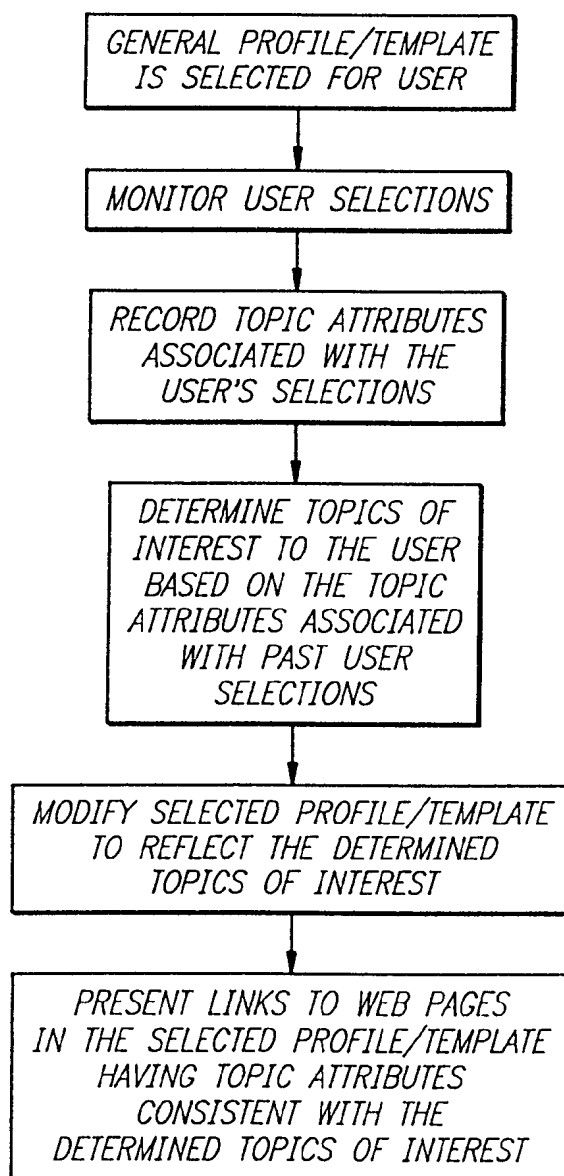 GENERAL PROFILE/TEMPLATE
IS SELECTED FOR USER
MONITOR USER SELECTIONS
RECORD TOPIC ATTRIBUTES
ASSOCIATED WITH THE
USER'S SELECTIONS
DETERMINE TOPICS OF
INTEREST TO THE USER
BASED ON THE TOPIC
ATTRIBUTES ASSOCIATED
WITH PAST USER
SELECTIONS
MODIFY SELECTED PROFILE/TEMPLATE
TO REFLECT THE DETERMINED
TOPICS OF INTEREST
PRESENT LINKS TO WEB PAGES
IN THE SELECTED PROFILE/TEMPLATE
HAVING TOPIC ATTRIBUTES
CONSISTENT WITH THE
DETERMINED TOPICS OF INTEREST